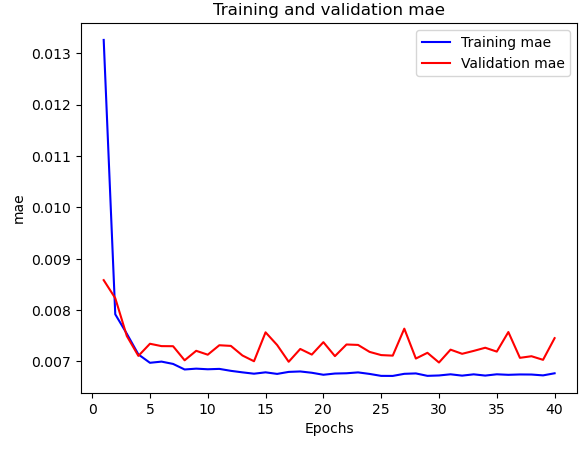 Training and validation mae
Training mae
Validation mae
mae
0.013
0.012
0.011
0.010
0.009
0.008
0.007
0 5 10 15 20 25 30 35 40
Epochs